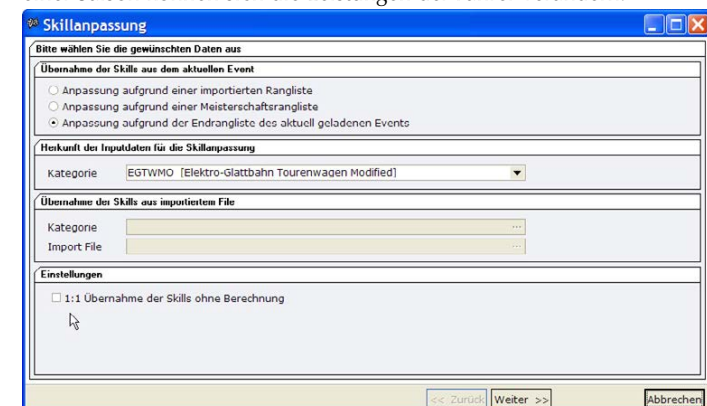 Skillanpassung
Bitte wählen Sie die gewünschten Daten aus
Übernahme der Skills aus dem aktuellen Event
Anpassung aufgrund einer importierten Rangliste
Anpassung aufgrund einer Meisterschaftsrangliste
Anpassung aufgrund der Endrangliste des aktuell geladenen Events
Herkunft der Inputdaten für die Skillanpassung
Kategorie EGTWMO [Elektro-Glattbahn Tourenwagen Modified]
Übernahme der Skills aus importiertem File
Kategorie ...
Import File ...
Einstellungen
1:1 Übernahme der Skills ohne Berechnung
<< Zurück Weiter >> Abbrechen